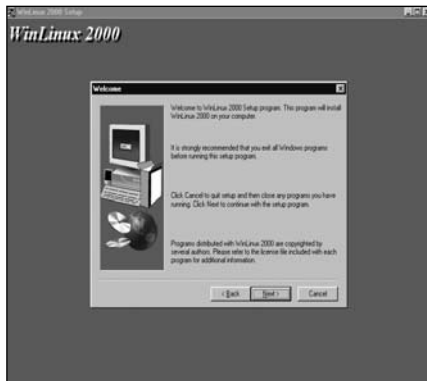 WinLinux 2000 Setup
WinLinux 2000
Welcome
Welcome to WinLinux 2000 Setup program. This program will install
WinLinux 2000 on your computer.
It is strongly recommended that you exit all Windows programs
before running this setup program.
Click Cancel to quit setup and then close any programs you have
running. Click Next to continue with the setup program.
Programs distributed with WinLinux 2000 are copyrighted by
several authors. Please refer to the license file included with each
program for additional information.
< Back
Next >
Cancel